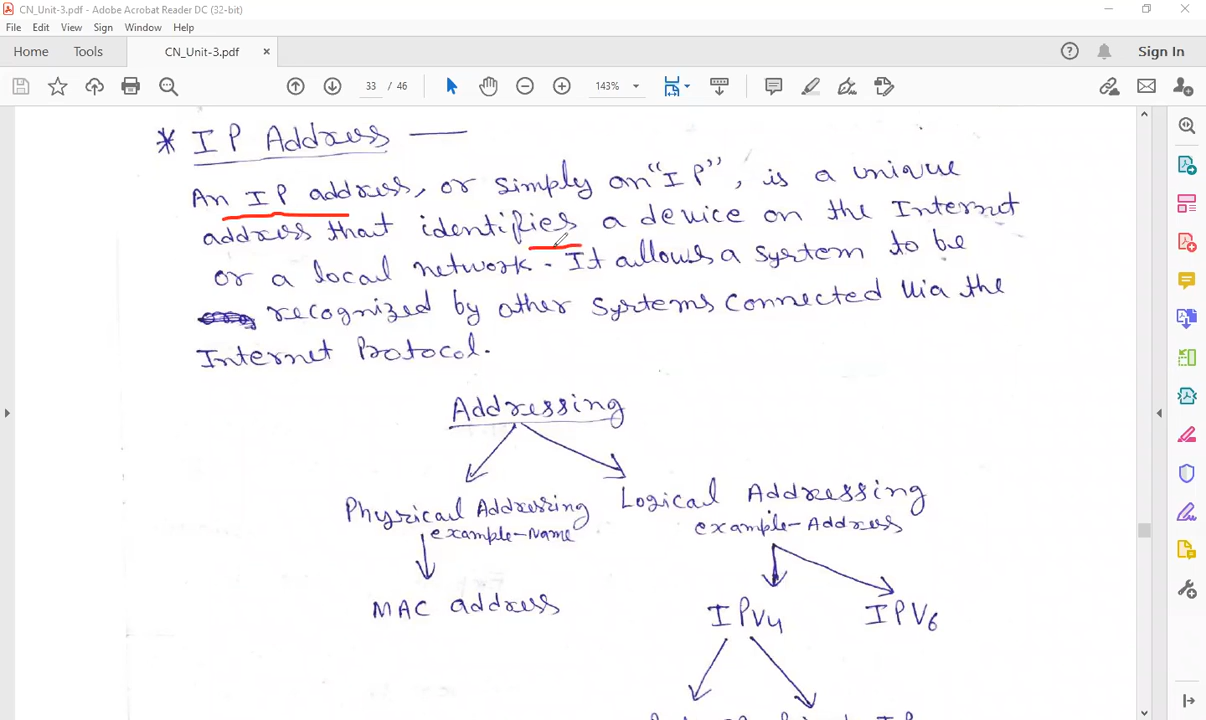 CN_Unit-3.pdf - Adobe Acrobat Reader DC (32-bit)
File Edit View Sign Window Help
Home Tools CN_Unit-3.pdf × Sign In
33 / 46 143%
* IP Address —
An IP address, or simply an "IP", is a unique
address that identifies a device on the Internet
or a local network. It allows a system to be
recognized by other systems connected via the
Internet Protocol.
Addressing
Physical Addressing Logical Addressing
example-Name example-Address
MAC address
IPV4 IPV6